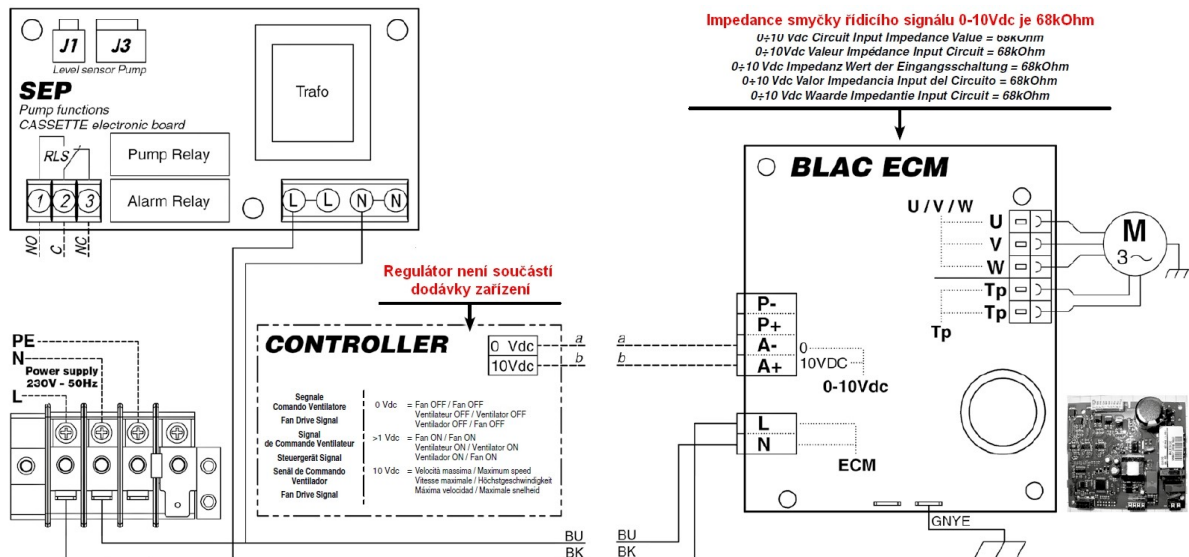 J1
J3
Level sensor Pump
SEP
Pump functions
CASSETTE electronic board
Trafo
RLS
Pump Relay
Alarm Relay
1 2 3
L L N N
NO
C
NC
Regulátor není součástí
dodávky zařízení
PE
N
Power supply
230V - 50Hz
L
CONTROLLER
0 Vdc
10Vdc
a
b
Segnale
Comando Ventilatore
Fan Drive Signal
Signal
de Commande Ventilateur
Steuergerät Signal
Senãl de Commando
Ventilador
Fan Drive Signal
0 Vdc = Fan OFF / Fan OFF
Ventilateur OFF / Ventilator OFF
Ventilador OFF / Fan OFF
>1 Vdc = Fan ON / Fan ON
Ventilateur ON / Ventilator ON
Ventilador ON / Fan ON
10 Vdc = Velocità massima / Maximum speed
Vitesse maximale / Höchstgeschwindigkeit
Màxima velocidad / Maximale snelheid
BU
BK
Impedance smyčky řídicího signálu 0-10Vdc je 68kOhm
0÷10 Vdc Circuit Input Impedance Value = 68kOhm
0÷10Vdc Valeur Impédance Input Circuit = 68kOhm
0÷10 Vdc Impedanz Wert der Eingangsschaltung = 68kOhm
0÷10 Vdc Valor Impedancia Input del Circuito = 68kOhm
0÷10 Vdc Waarde Impedantie Input Circuit = 68kOhm
BLAC ECM
U / V / W
U
V
W
Tp
Tp
Tp
M
3~
P-
P+
A-
A+
a
b
0
10VDC
0-10Vdc
L
N
ECM
GNYE
BU
BK